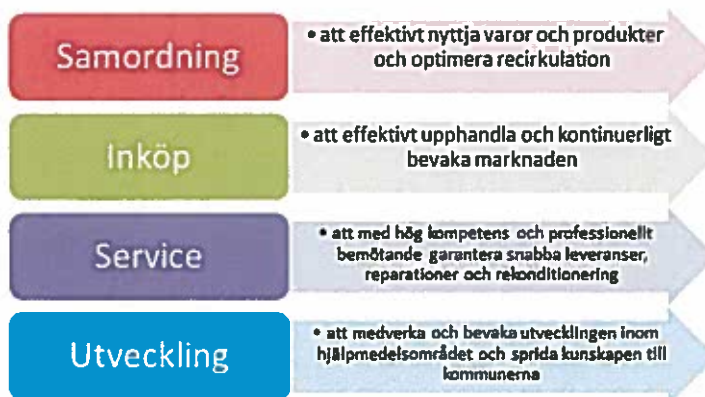 Samordning
• att effektivt nyttja varor och produkter
och optimera recirkulation
Inköp
• att effektivt upphandla och kontinuerligt
bevaka marknaden
Service
• att med hög kompetens och professionellt
bemötande garantera snabba leveranser,
reparationer och rekonditionering
Utveckling
• att medverka och bevaka utvecklingen inom
hjälpmedelsområdet och sprida kunskapen till
kommunerna